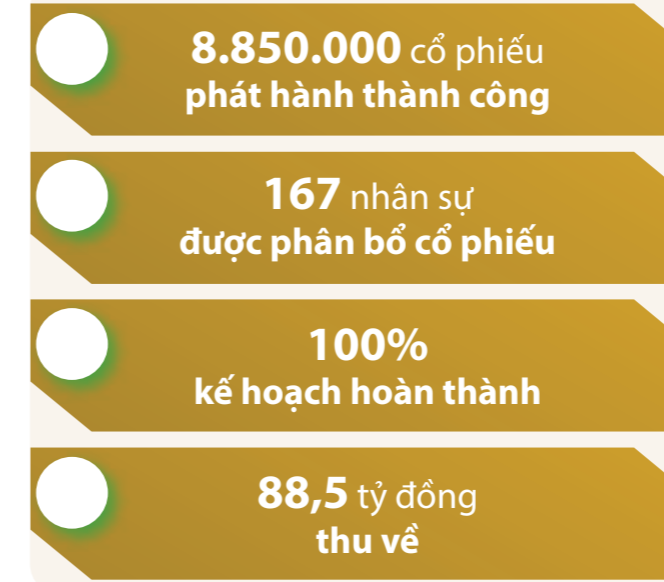 8.850.000 cổ phiếu
phát hành thành công
167 nhân sự
được phân bổ cổ phiếu
100%
kế hoạch hoàn thành
88,5 tỷ đồng
thu về